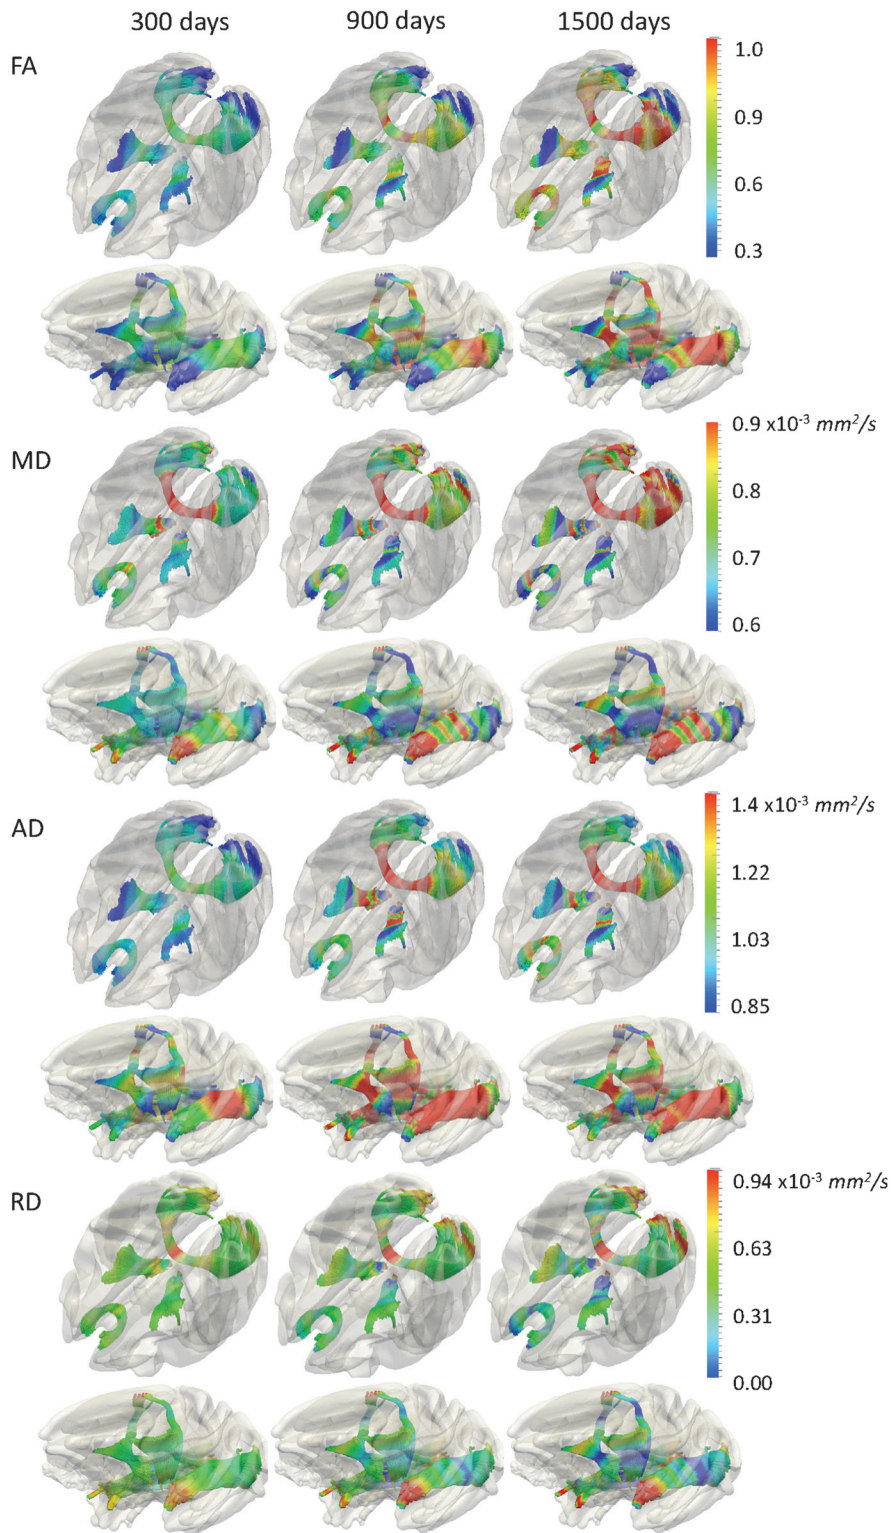 300 days 900 days 1500 days
FA
1.0
0.9
0.6
0.3
MD
0.9 x10⁻³ mm²/s
0.8
0.7
0.6
AD
1.4 x10⁻³ mm²/s
1.22
1.03
0.85
RD
0.94 x10⁻³ mm²/s
0.63
0.31
0.00